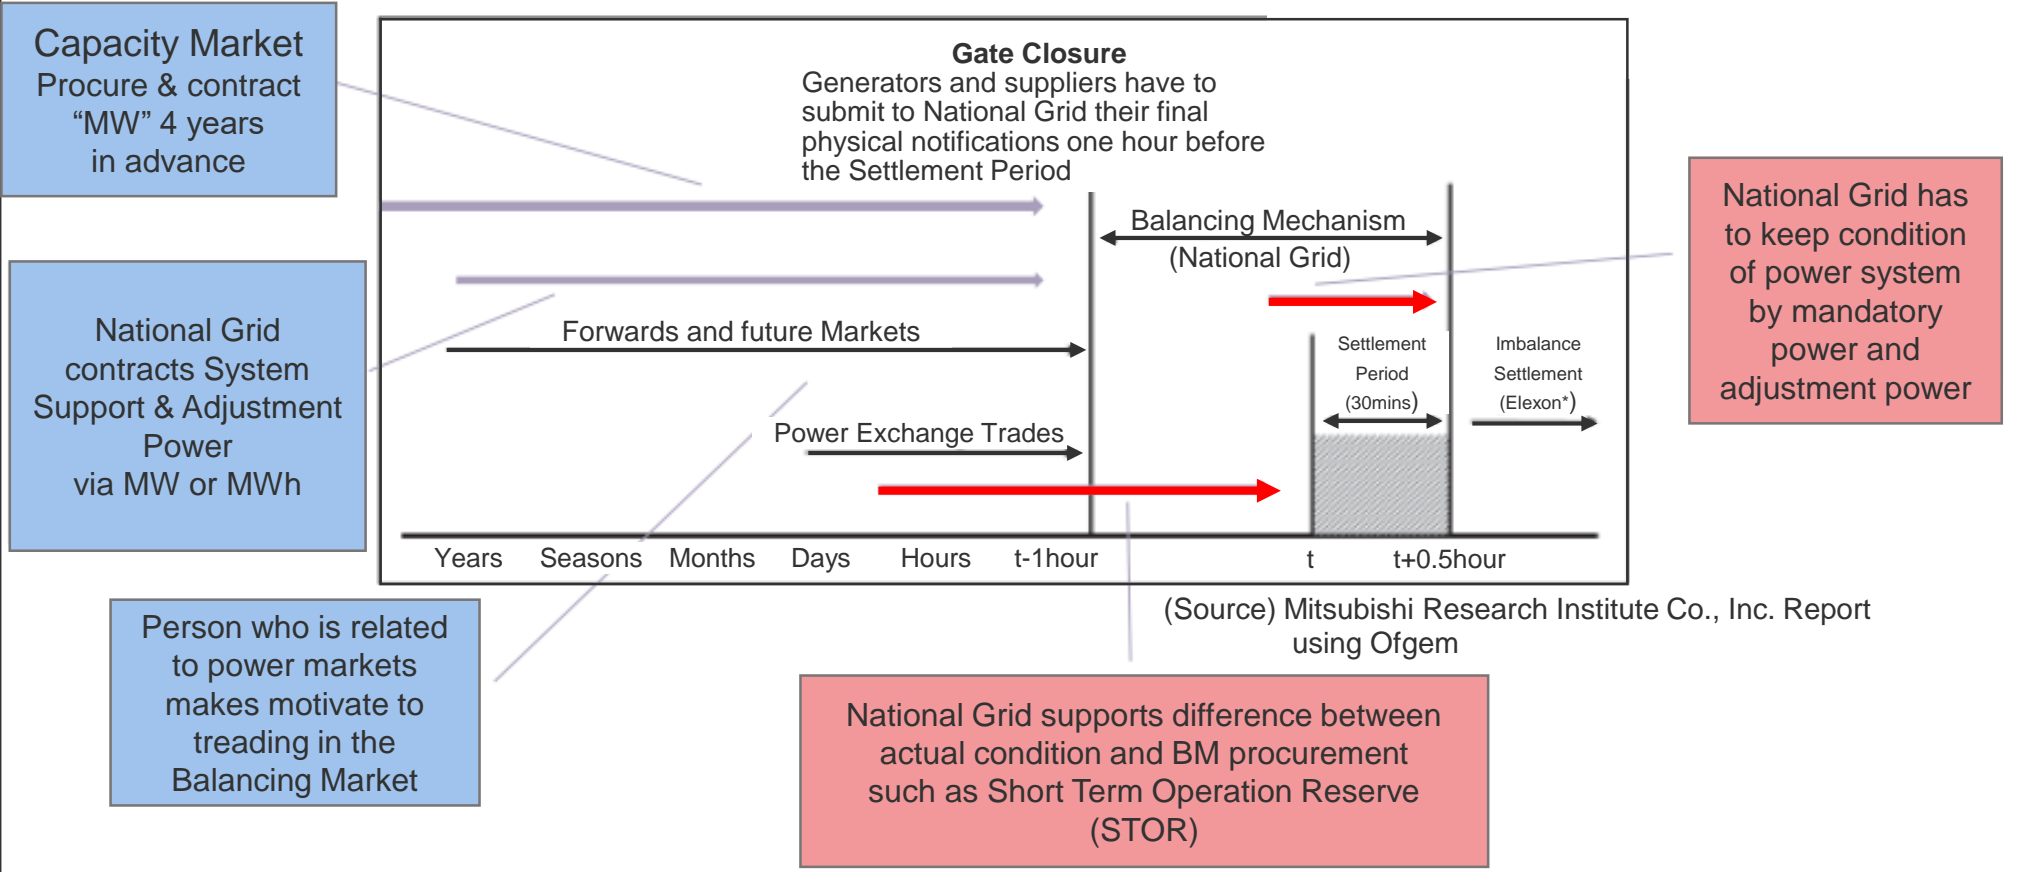 Capacity Market
Procure & contract
“MW” 4 years
in advance
Gate Closure
Generators and suppliers have to
submit to National Grid their final
physical notifications one hour before
the Settlement Period
National Grid has
to keep condition
of power system
by mandatory
power and
adjustment power
Balancing Mechanism
(National Grid)
National Grid
contracts System
Support & Adjustment
Power
via MW or MWh
Forwards and future Markets
Settlement
Period
(30mins)
Imbalance
Settlement
(Elexon*)
Power Exchange Trades
Years Seasons Months Days Hours t-1hour t t+0.5hour
(Source) Mitsubishi Research Institute Co., Inc. Report
using Ofgem
Person who is related
to power markets
makes motivate to
treading in the
Balancing Market
National Grid supports difference between
actual condition and BM procurement
such as Short Term Operation Reserve
(STOR)